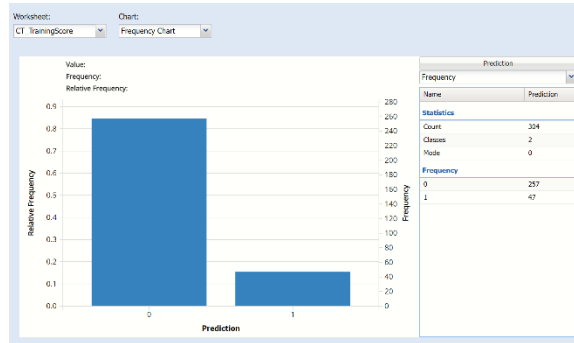 Worksheet:
Chart:
CT_TrainingScore
Frequency Chart
Value:
Frequency:
Relative Frequency:
0.9
0.8
0.7
0.6
0.5
0.4
0.3
0.2
0.1
0.0
Relative Frequency
280
260
240
220
200
180
160
140
120
100
80
60
40
20
0
Frequency
0 1
Prediction
Prediction
Frequency
Name Prediction
Statistics
Count 304
Classes 2
Mode 0
Frequency
0 257
1 47